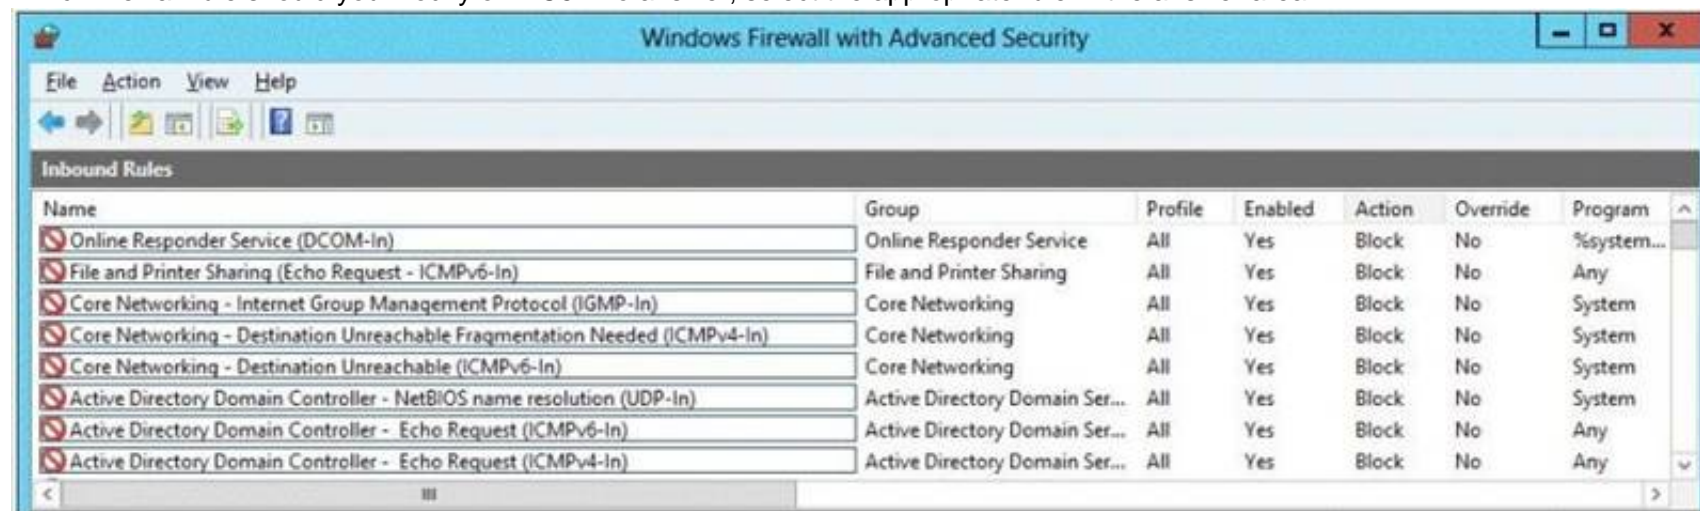 Windows Firewall with Advanced Security
File Action View Help
Inbound Rules
Name Group Profile Enabled Action Override Program
Online Responder Service (DCOM-In) Online Responder Service All Yes Block No %system...
File and Printer Sharing (Echo Request - ICMPv6-In) File and Printer Sharing All Yes Block No Any
Core Networking - Internet Group Management Protocol (IGMP-In) Core Networking All Yes Block No System
Core Networking - Destination Unreachable Fragmentation Needed (ICMPv4-In) Core Networking All Yes Block No System
Core Networking - Destination Unreachable (ICMPv6-In) Core Networking All Yes Block No System
Active Directory Domain Controller - NetBIOS name resolution (UDP-In) Active Directory Domain Ser... All Yes Block No System
Active Directory Domain Controller - Echo Request (ICMPv6-In) Active Directory Domain Ser... All Yes Block No Any
Active Directory Domain Controller - Echo Request (ICMPv4-In) Active Directory Domain Ser... All Yes Block No Any